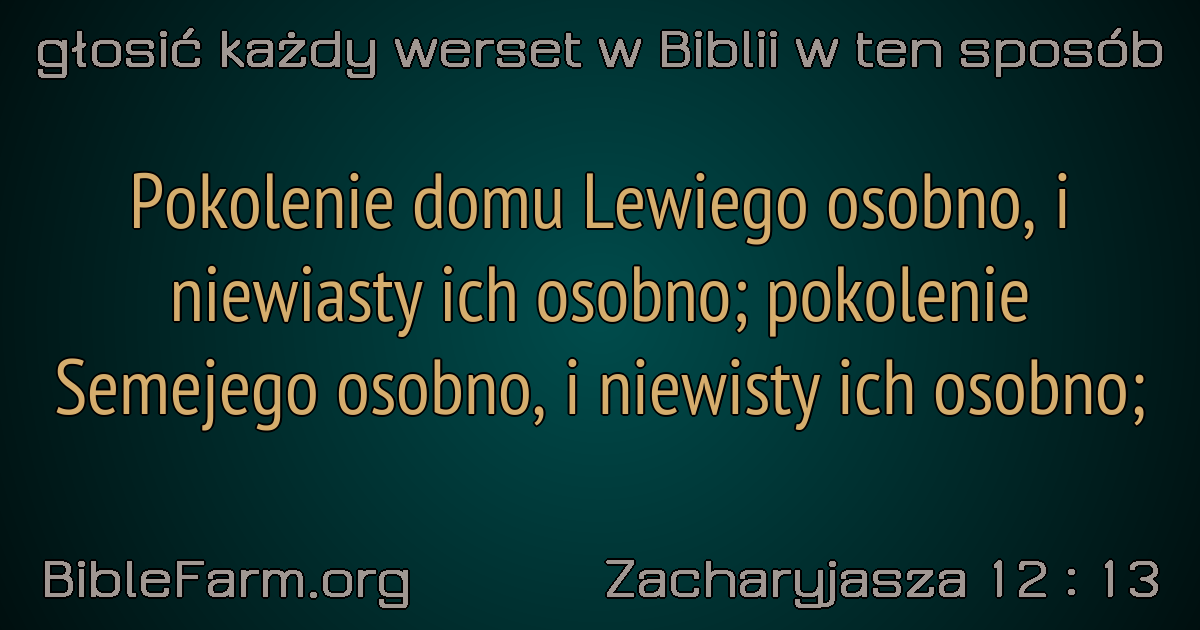 głosić każdy werset w Biblii w ten sposób
Pokolenie domu Lewiego osobno, i
niewiasty ich osobno; pokolenie
Semejego osobno, i niewisty ich osobno;
BibleFarm.org
Zacharyjasza 12 : 13